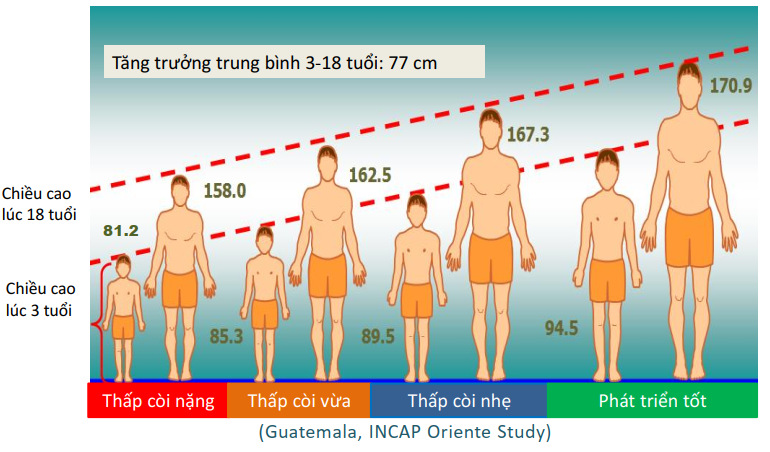 Tăng trưởng trung bình 3-18 tuổi: 77 cm
170.9
167.3
162.5
158.0
Chiều cao
lúc 18 tuổi
81.2
Chiều cao
lúc 3 tuổi
85.3
89.5
94.5
Thấp còi nặng
Thấp còi vừa
Thấp còi nhẹ
Phát triển tốt
(Guatemala, INCAP Oriente Study)